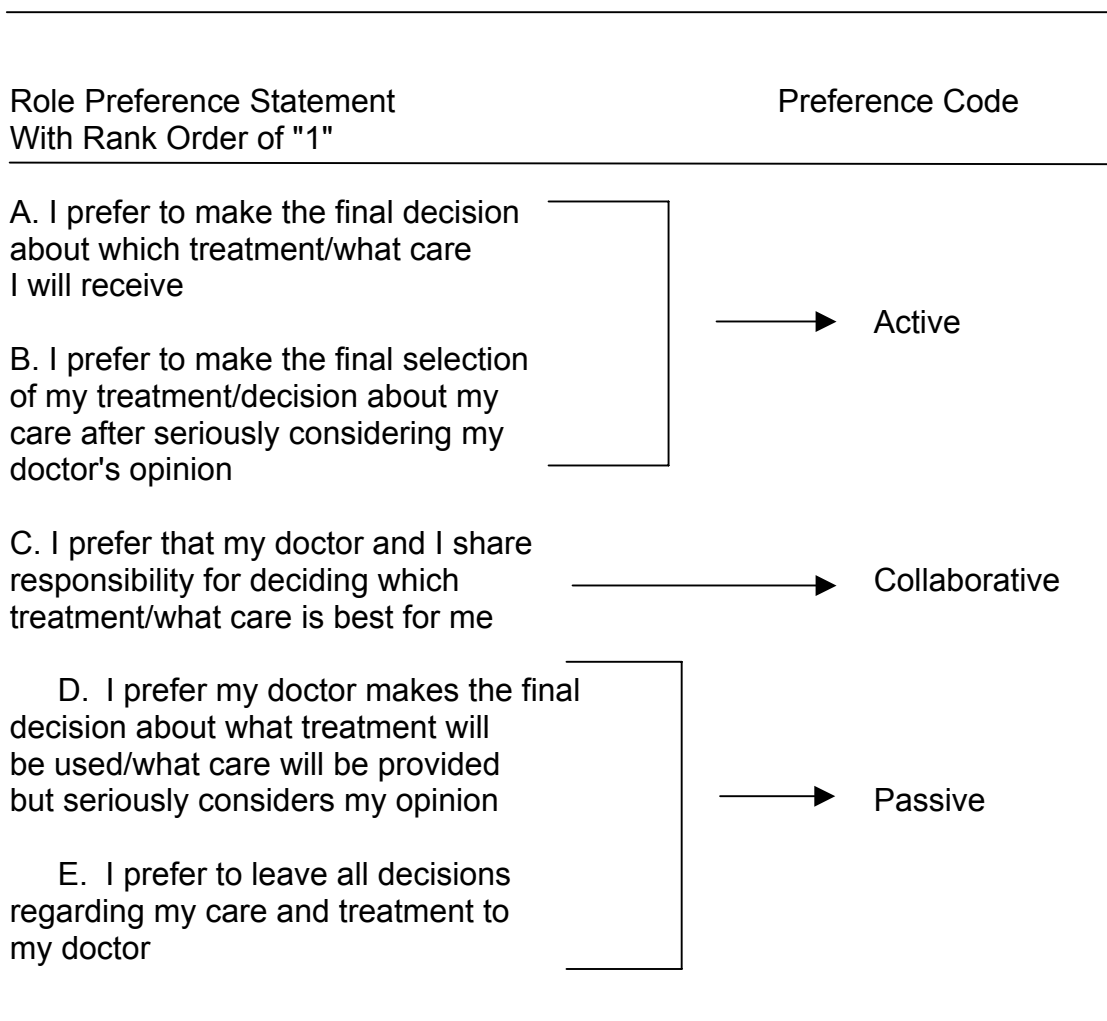 Role Preference Statement Preference Code
With Rank Order of "1"
A. I prefer to make the final decision
about which treatment/what care
I will receive
Active
B. I prefer to make the final selection
of my treatment/decision about my
care after seriously considering my
doctor's opinion
C. I prefer that my doctor and I share
responsibility for deciding which Collaborative
treatment/what care is best for me
D. I prefer my doctor makes the final
decision about what treatment will
be used/what care will be provided
but seriously considers my opinion Passive
E. I prefer to leave all decisions
regarding my care and treatment to
my doctor